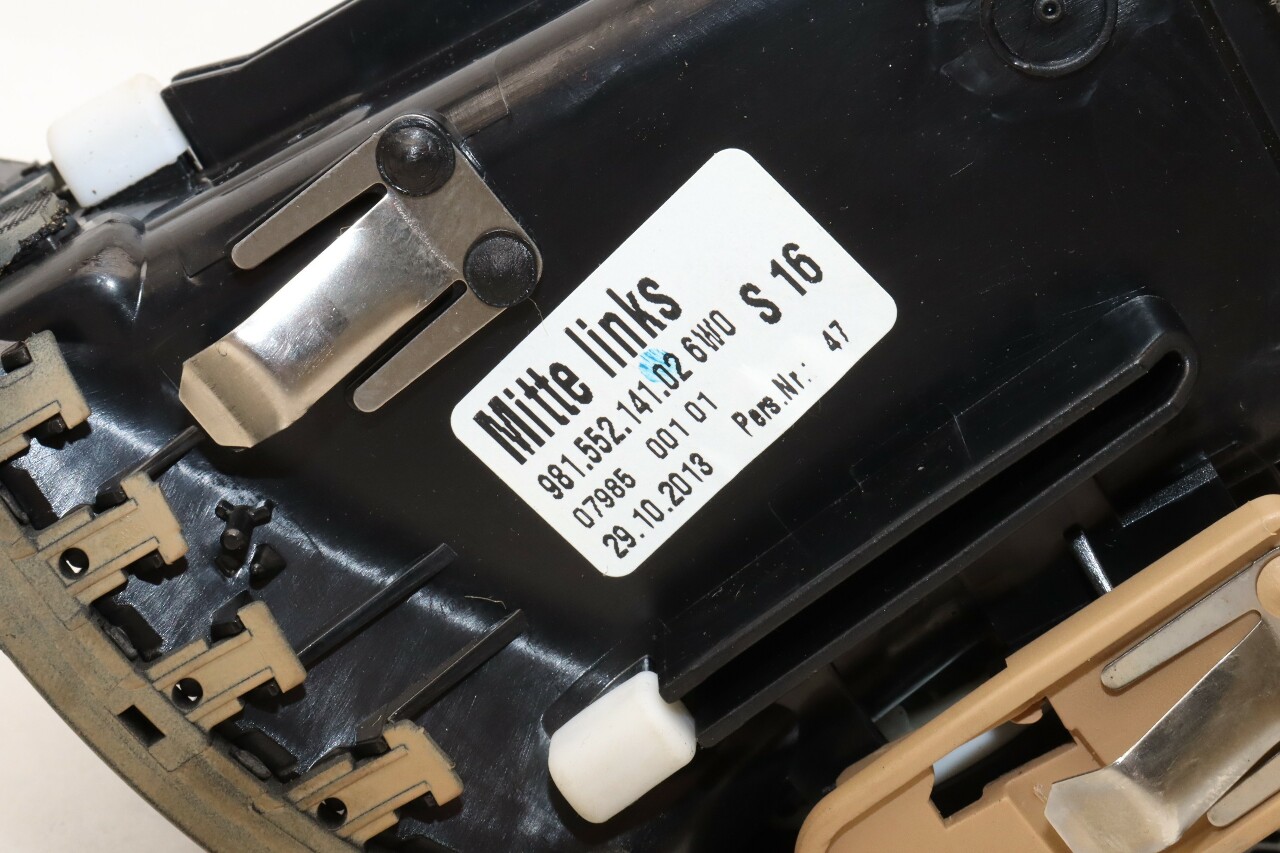 Mitte links
981.552.141.02 6W0 S 16
07985 001 01
29.10.2013 Pers.Nr.: 47